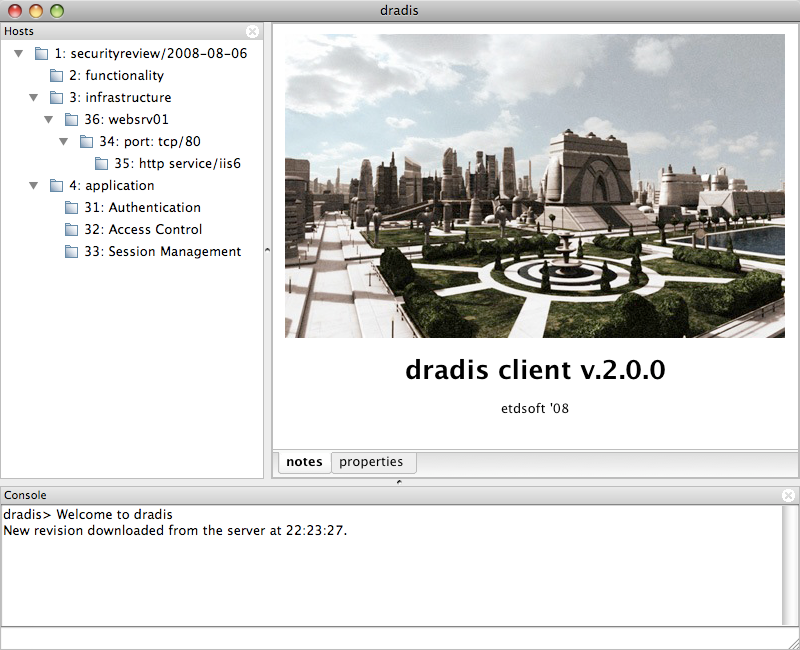 dradis
Hosts
1: securityreview/2008-08-06
2: functionality
3: infrastructure
36: websrv01
34: port: tcp/80
35: http service/iis6
4: application
31: Authentication
32: Access Control
33: Session Management
dradis client v.2.0.0
etdsoft '08
notes properties
Console
dradis> Welcome to dradis
New revision downloaded from the server at 22:23:27.